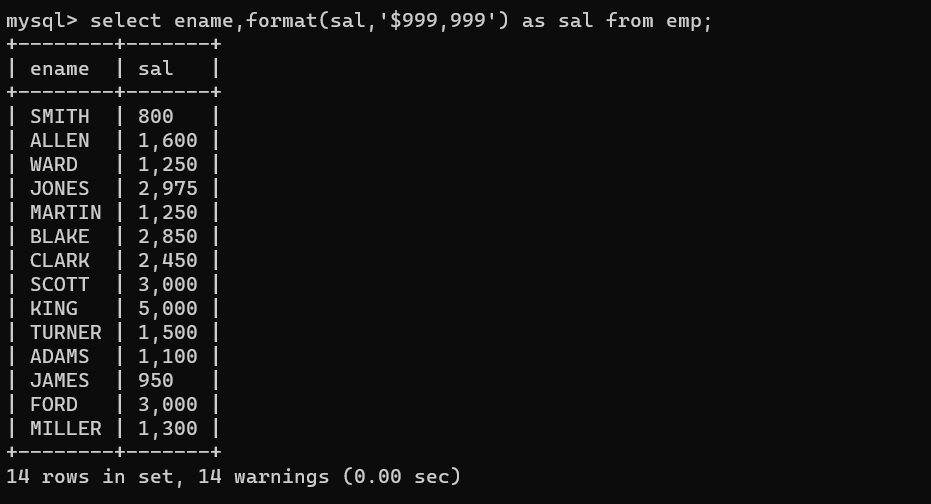 mysql> select ename,format(sal,'$999,999') as sal from emp;
+--------+-------+
| ename  | sal   |
+--------+-------+
| SMITH  | 800   |
| ALLEN  | 1,600 |
| WARD   | 1,250 |
| JONES  | 2,975 |
| MARTIN | 1,250 |
| BLAKE  | 2,850 |
| CLARK  | 2,450 |
| SCOTT  | 3,000 |
| KING   | 5,000 |
| TURNER | 1,500 |
| ADAMS  | 1,100 |
| JAMES  | 950   |
| FORD   | 3,000 |
| MILLER | 1,300 |
+--------+-------+
14 rows in set, 14 warnings (0.00 sec)